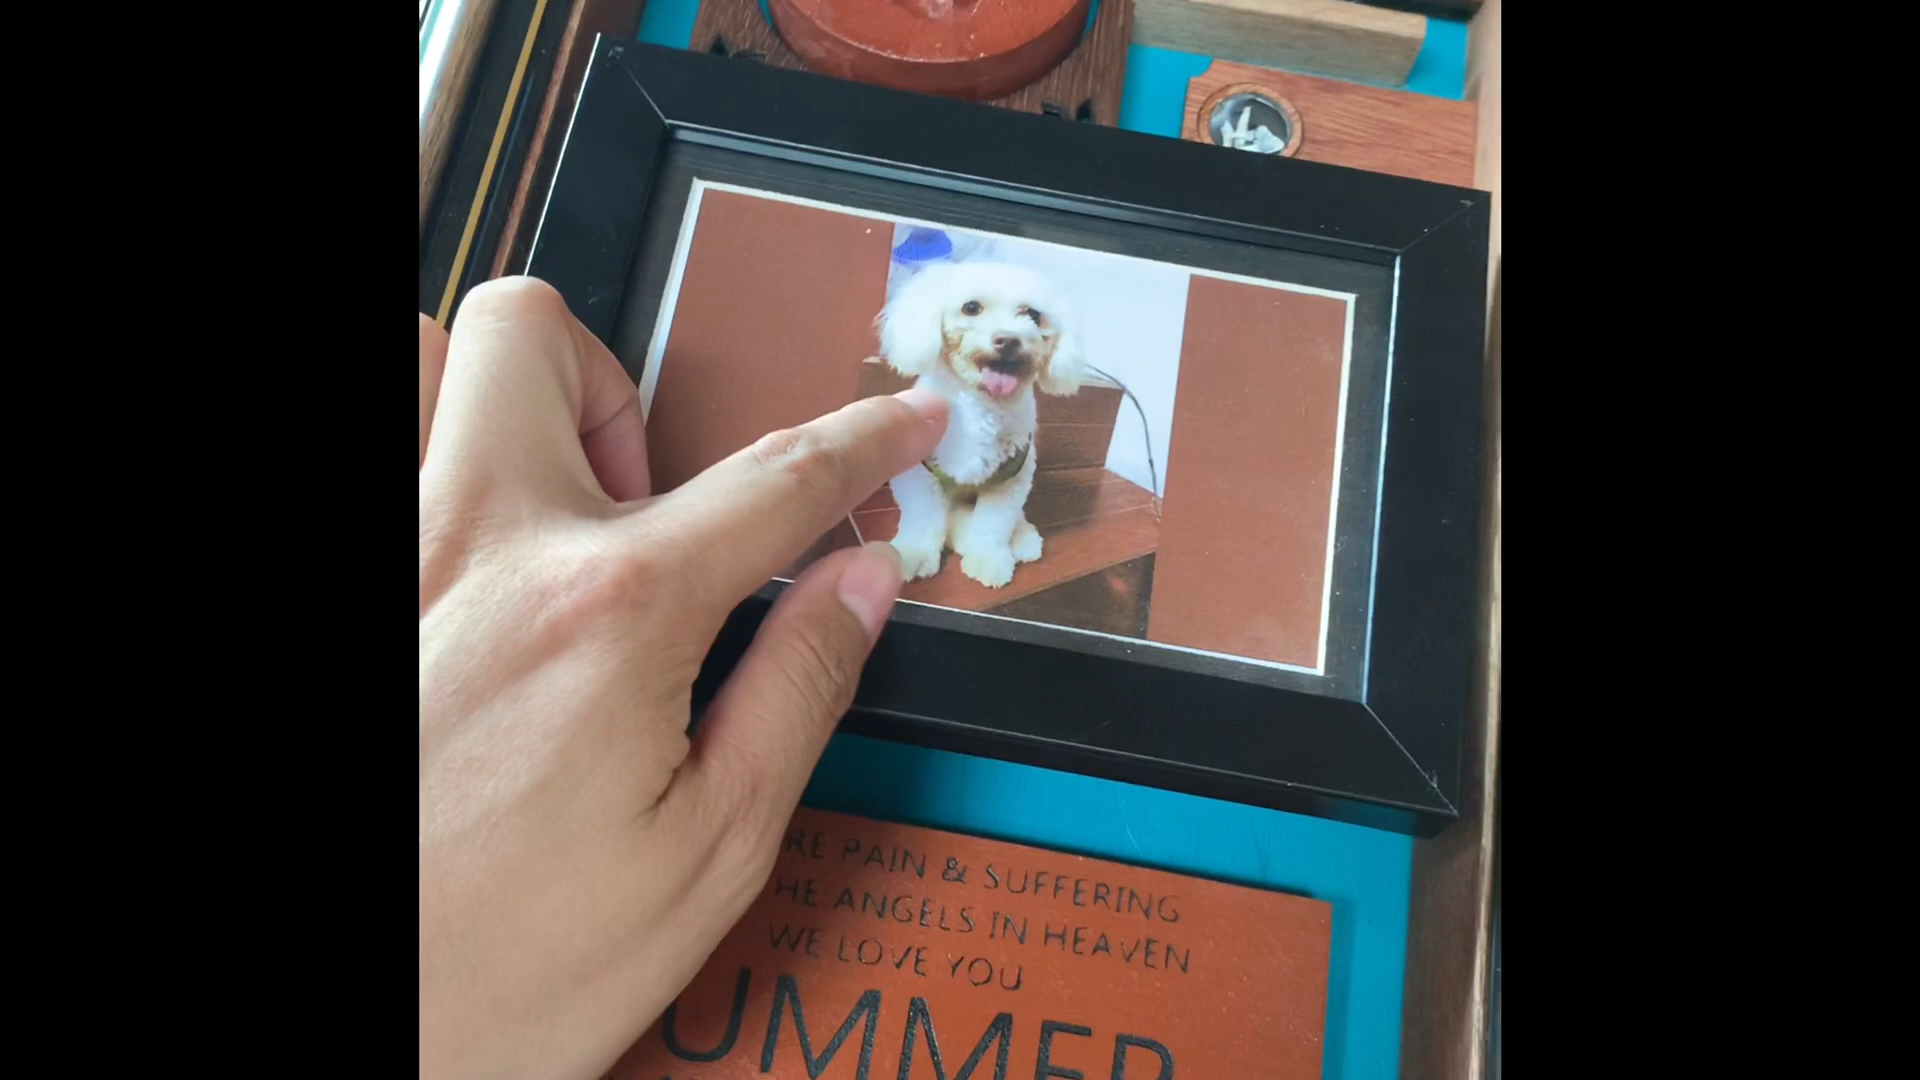 RE PAIN & SUFFERING
HE ANGELS IN HEAVEN
WE LOVE YOU
UMMER